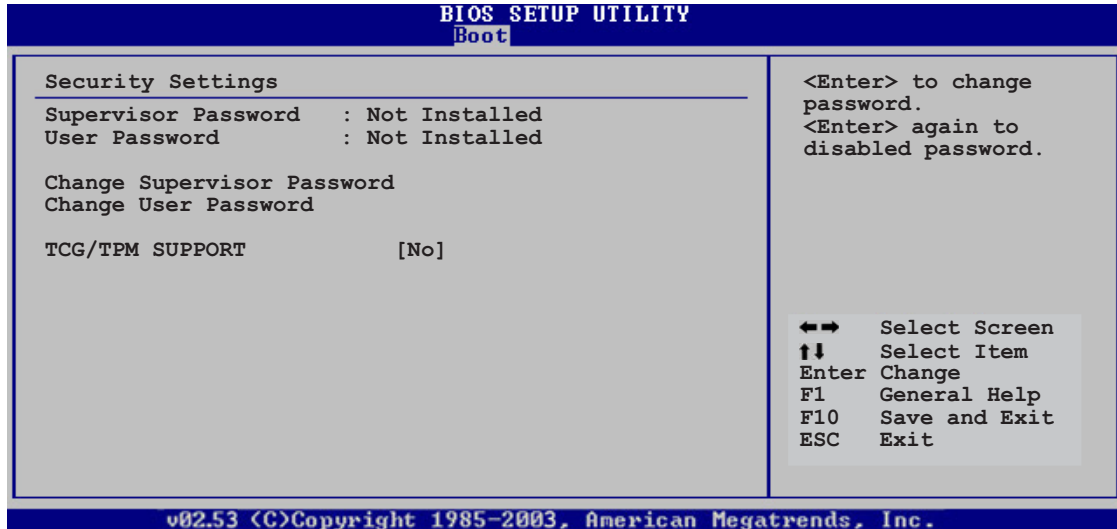 BIOS SETUP UTILITY
Boot
Security Settings
Supervisor Password : Not Installed
User Password : Not Installed
Change Supervisor Password
Change User Password
TCG/TPM SUPPORT [No]
<Enter> to change
password.
<Enter> again to
disabled password.
←→ Select Screen
↑↓ Select Item
Enter Change
F1 General Help
F10 Save and Exit
ESC Exit
v02.53 (C)Copyright 1985-2003, American Megatrends, Inc.